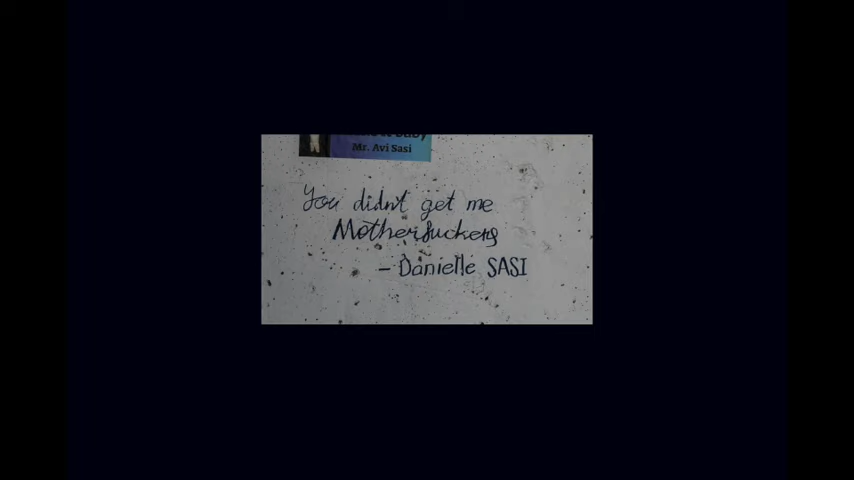 Mr. Avi Sasi
You didn't get me
Motherfuckers
- Danielle SASI